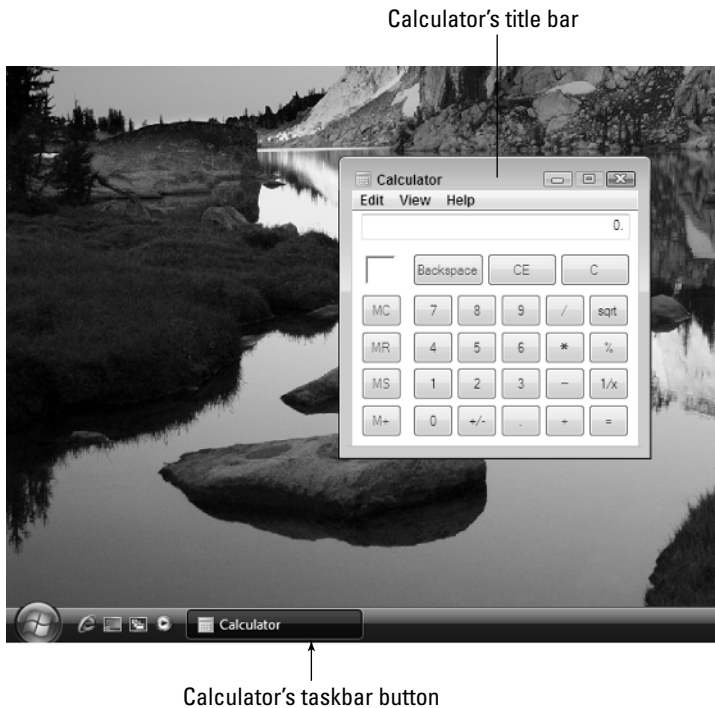 Calculator's title bar
Calculator
Edit View Help
0.
Backspace CE C
MC 7 8 9 / sqrt
MR 4 5 6 * %
MS 1 2 3 - 1/x
M+ 0 +/- . + =
Calculator
Calculator's taskbar button